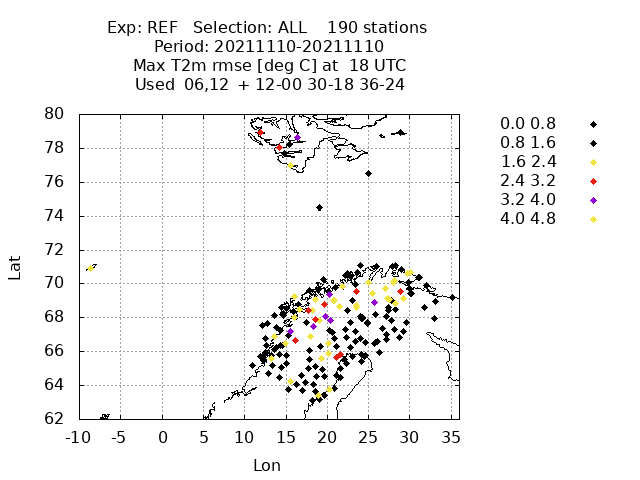 Exp: REF   Selection: ALL    190 stations
Period: 20211110-20211110
Max T2m rmse [deg C] at  18 UTC
Used  06,12  + 12-00 30-18 36-24
80
78
76
74
72
70
68
66
64
62
Lat
-10 -5 0 5 10 15 20 25 30 35
Lon
0.0 0.8
0.8 1.6
1.6 2.4
2.4 3.2
3.2 4.0
4.0 4.8